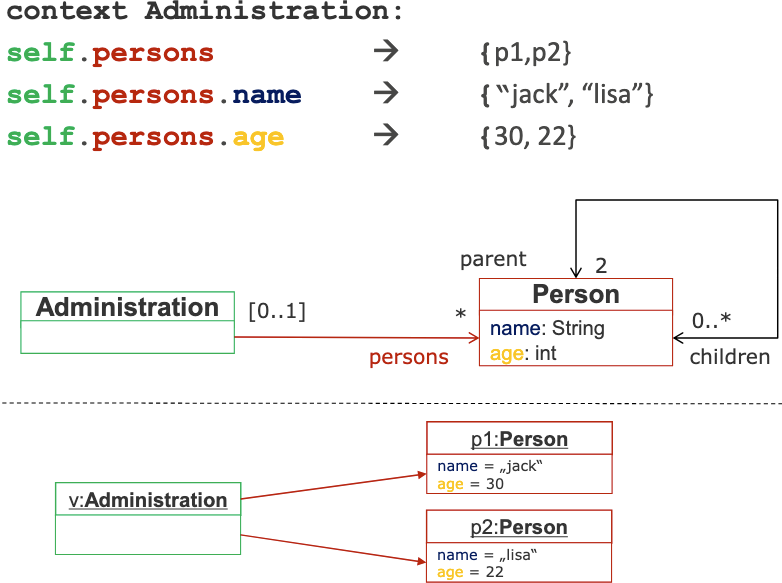 context Administration:
self.persons → {p1,p2}
self.persons.name → {“jack”, “lisa”}
self.persons.age → {30, 22}
parent 2
Administration [0..1] * Person
name: String 0..*
persons age: int children
p1:Person
name = „jack“
age = 30
v:Administration
p2:Person
name = „lisa“
age = 22